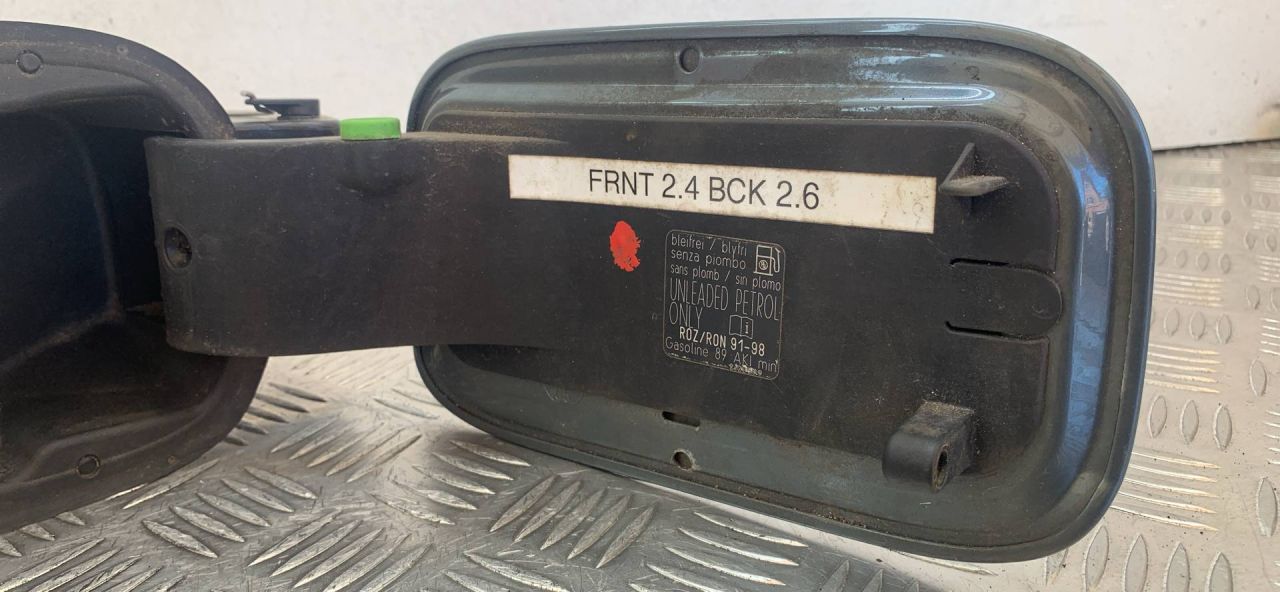 FRNT 2.4 BCK 2.6
bleifrei / blyfri
senza piombo
sans plomb / sin plomo
UNLEADED PETROL
ONLY
ROZ/RON 91-98
Gasoline 89 AKI min